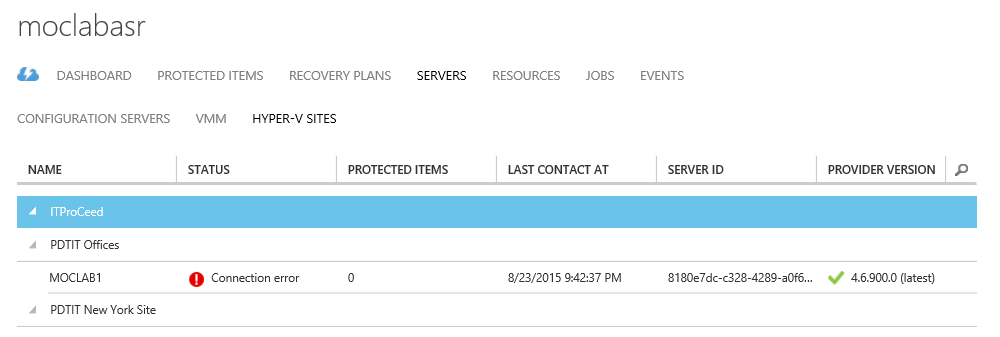 moclabasr
DASHBOARD PROTECTED ITEMS RECOVERY PLANS SERVERS RESOURCES JOBS EVENTS
CONFIGURATION SERVERS VMM HYPER-V SITES
NAME STATUS PROTECTED ITEMS LAST CONTACT AT SERVER ID PROVIDER VERSION
ITProCeed
PDTIT Offices
MOCLAB1 Connection error 0 8/23/2015 9:42:37 PM 8180e7dc-c328-4289-a0f6... 4.6.900.0 (latest)
PDTIT New York Site